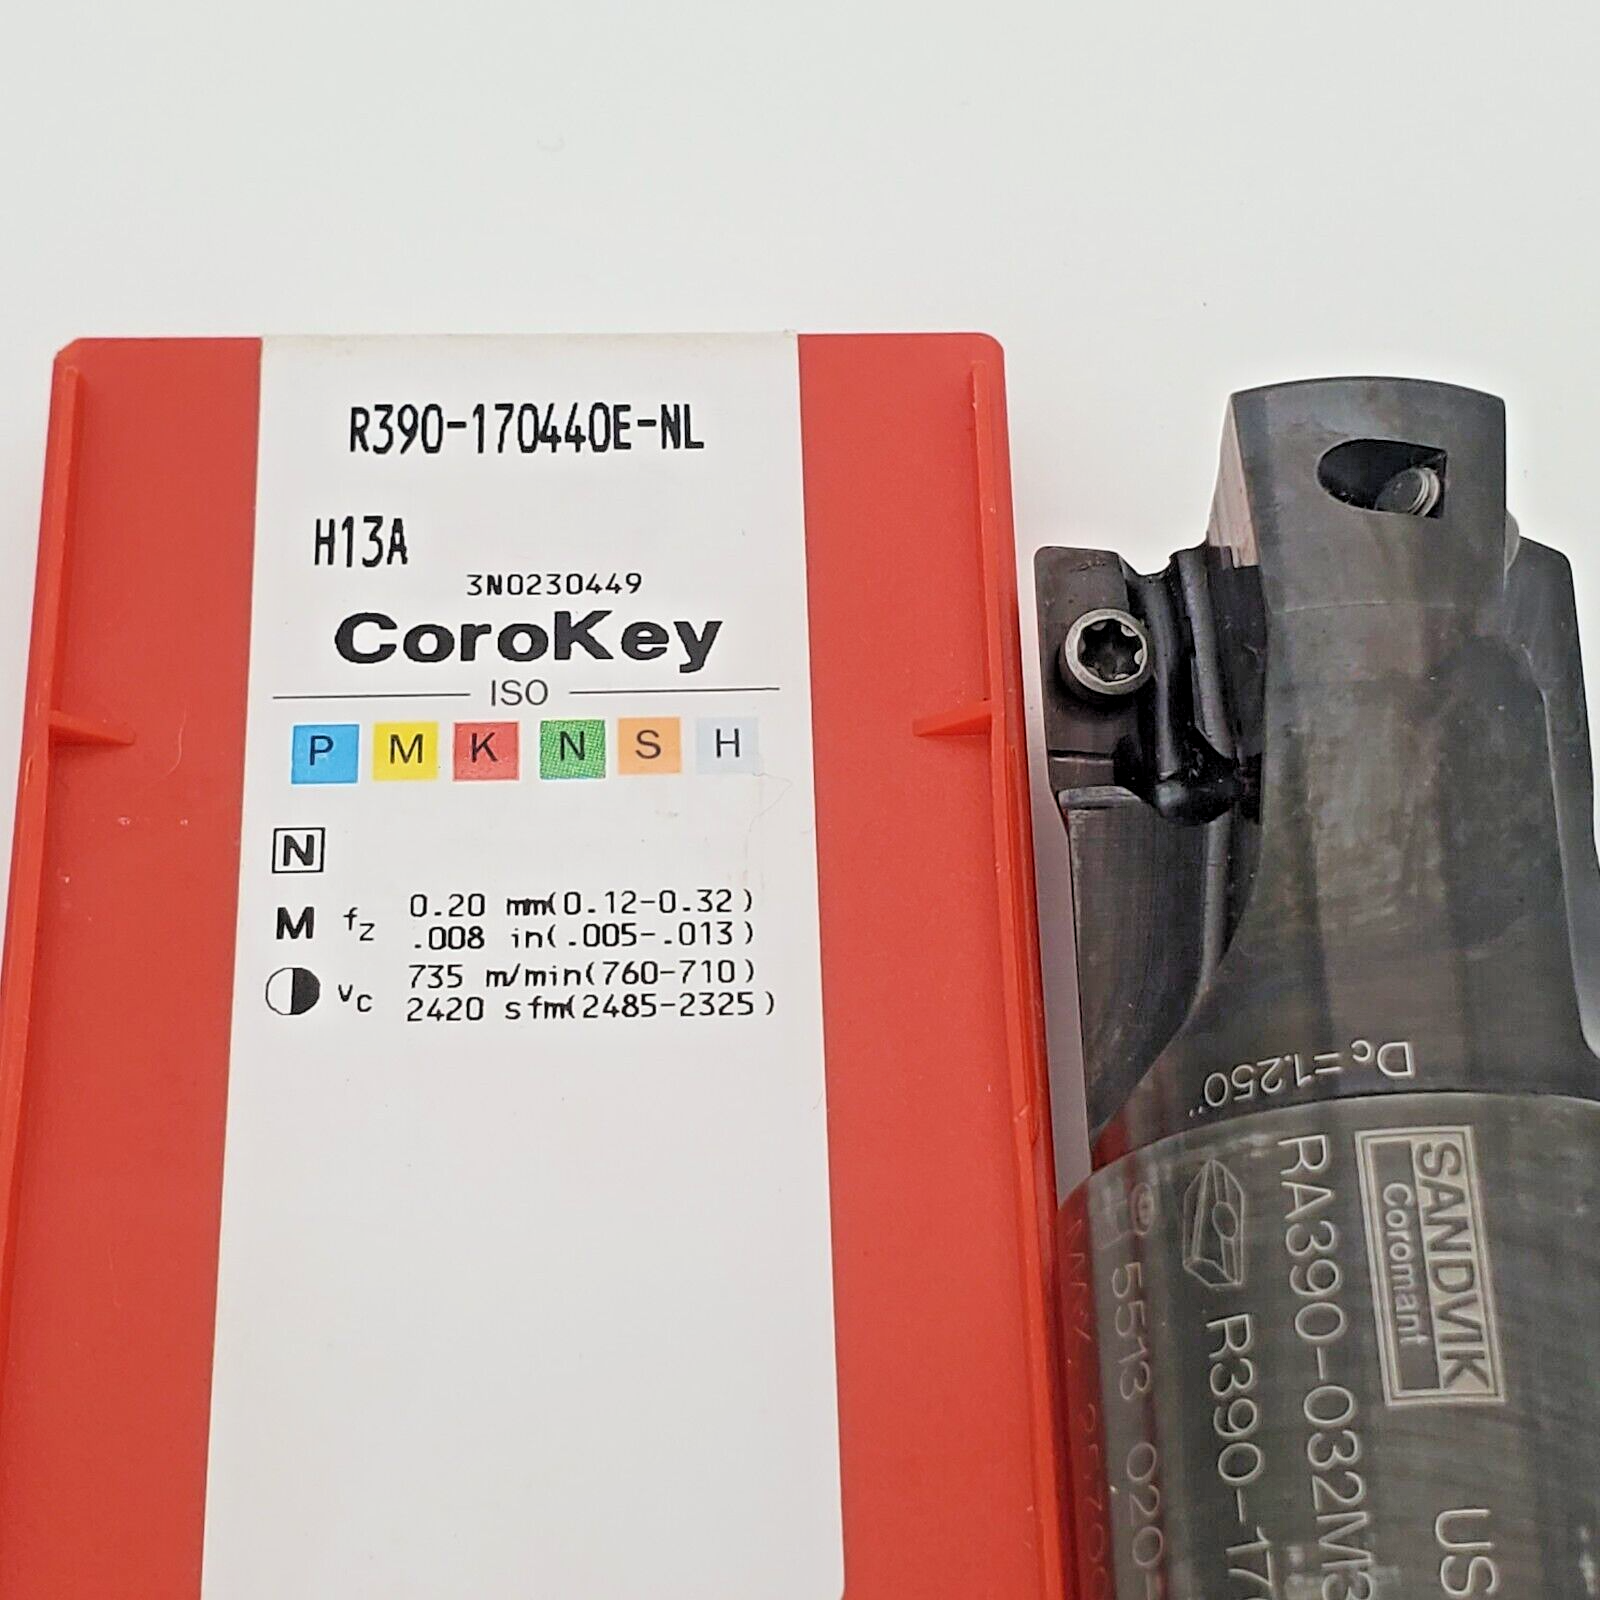 R390-170440E-NL
H13A
3N0230449
CoroKey
ISO
P M K N S H
N
M fz 0.20 mm(0.12-0.32)
.008 in(.005-.013)
vc 735 m/min(760-710)
2420 sfm(2485-2325)
Dc=1.250"
SANDVIK
Coromant
US
RA390-032M3
R390-17
5513 020-